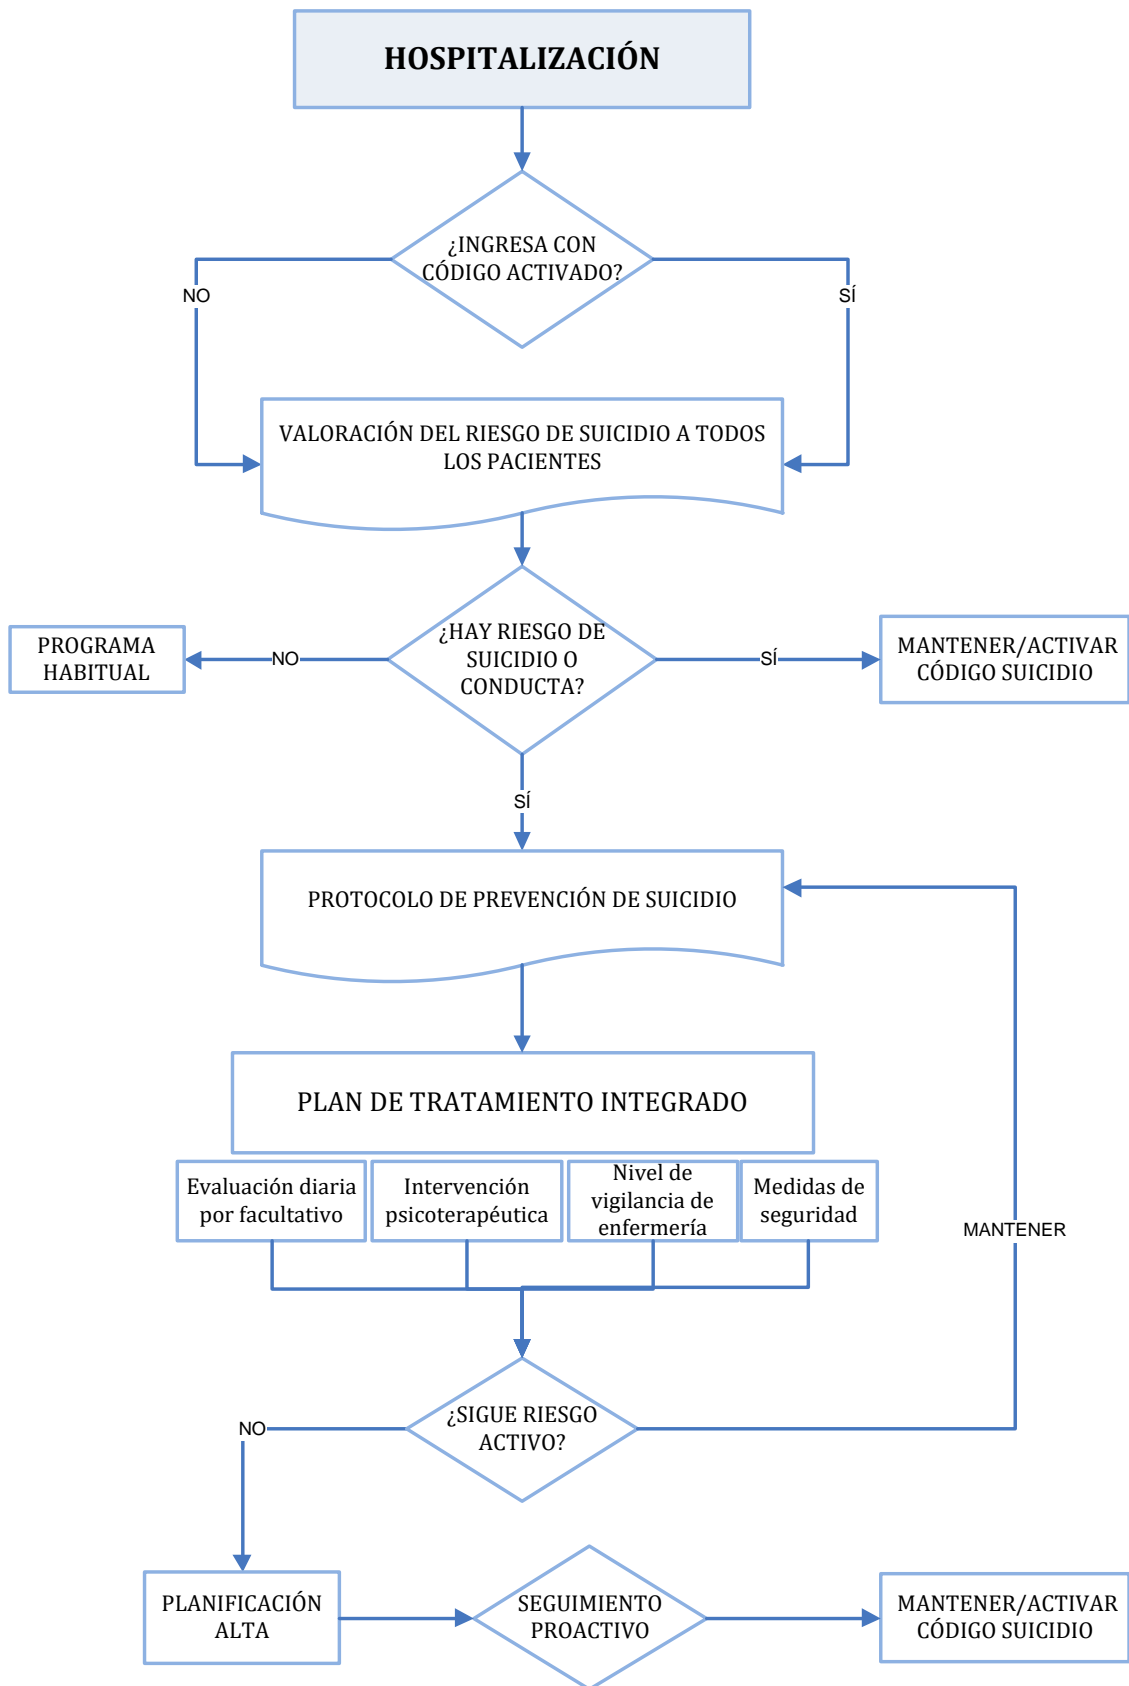 HOSPITALIZACIÓN
¿INGRESA CON
CÓDIGO ACTIVADO?
NO
SÍ
VALORACIÓN DEL RIESGO DE SUICIDIO A TODOS
LOS PACIENTES
PROGRAMA
HABITUAL
NO
¿HAY RIESGO DE
SUICIDIO O
CONDUCTA?
SÍ
MANTENER/ACTIVAR
CÓDIGO SUICIDIO
SÍ
PROTOCOLO DE PREVENCIÓN DE SUICIDIO
PLAN DE TRATAMIENTO INTEGRADO
Evaluación diaria
por facultativo
Intervención
psicoterapéutica
Nivel de
vigilancia de
enfermería
Medidas de
seguridad
MANTENER
¿SIGUE RIESGO
ACTIVO?
NO
PLANIFICACIÓN
ALTA
SEGUIMIENTO
PROACTIVO
MANTENER/ACTIVAR
CÓDIGO SUICIDIO